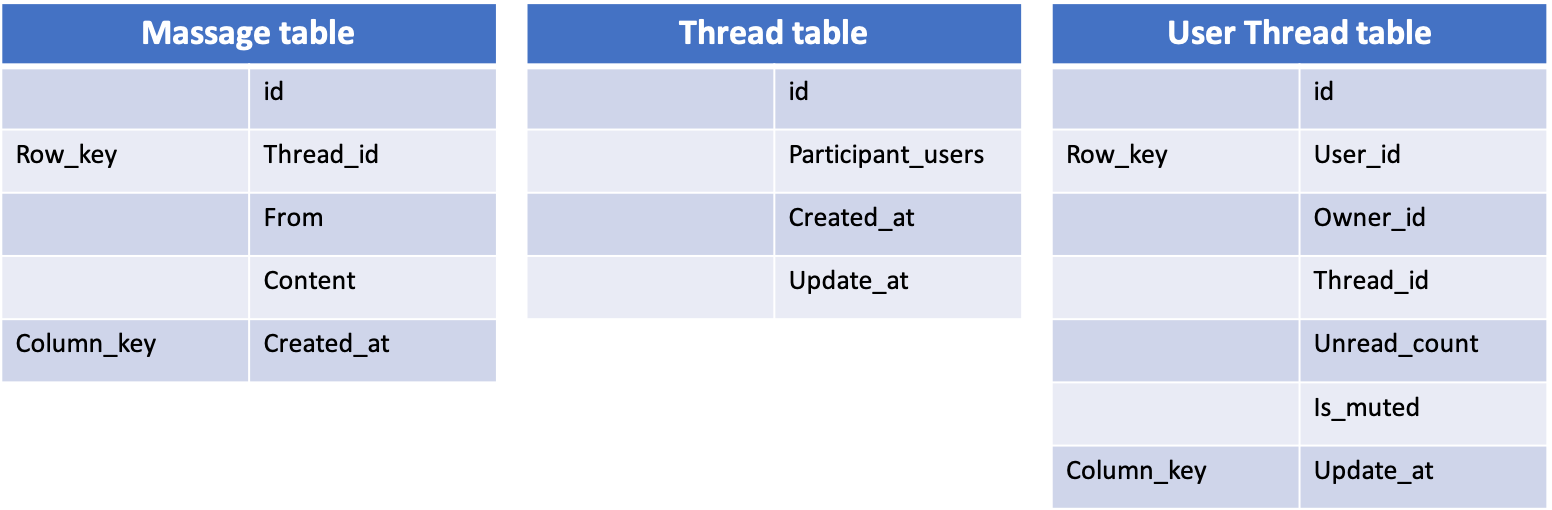 Massage table
id
Row_key Thread_id
From
Content
Column_key Created_at
Thread table
id
Participant_users
Created_at
Update_at
User Thread table
id
Row_key User_id
Owner_id
Thread_id
Unread_count
Is_muted
Column_key Update_at